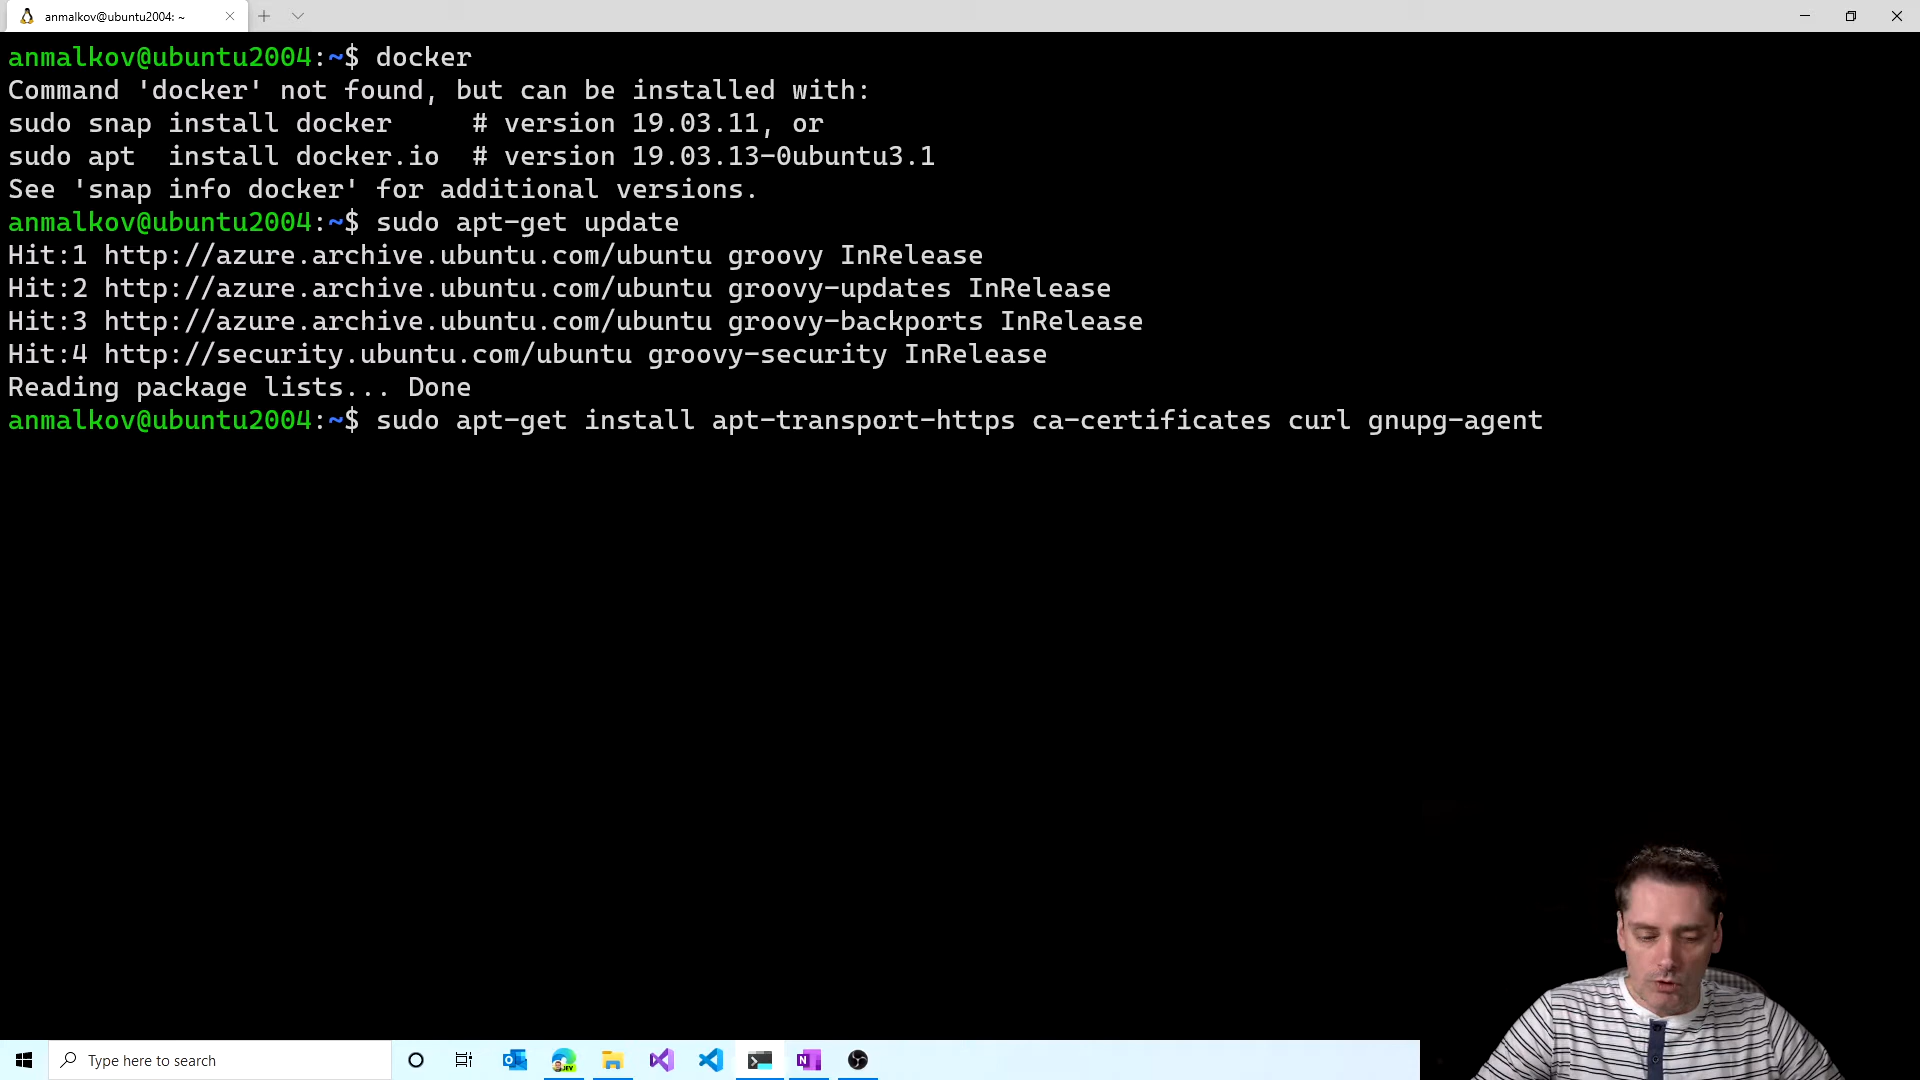 anmalkov@ubuntu2004: ~
anmalkov@ubuntu2004:~$ docker
Command 'docker' not found, but can be installed with:
sudo snap install docker     # version 19.03.11, or
sudo apt  install docker.io  # version 19.03.13-0ubuntu3.1
See 'snap info docker' for additional versions.
anmalkov@ubuntu2004:~$ sudo apt-get update
Hit:1 http://azure.archive.ubuntu.com/ubuntu groovy InRelease
Hit:2 http://azure.archive.ubuntu.com/ubuntu groovy-updates InRelease
Hit:3 http://azure.archive.ubuntu.com/ubuntu groovy-backports InRelease
Hit:4 http://security.ubuntu.com/ubuntu groovy-security InRelease
Reading package lists... Done
anmalkov@ubuntu2004:~$ sudo apt-get install apt-transport-https ca-certificates curl gnupg-agent
Type here to search